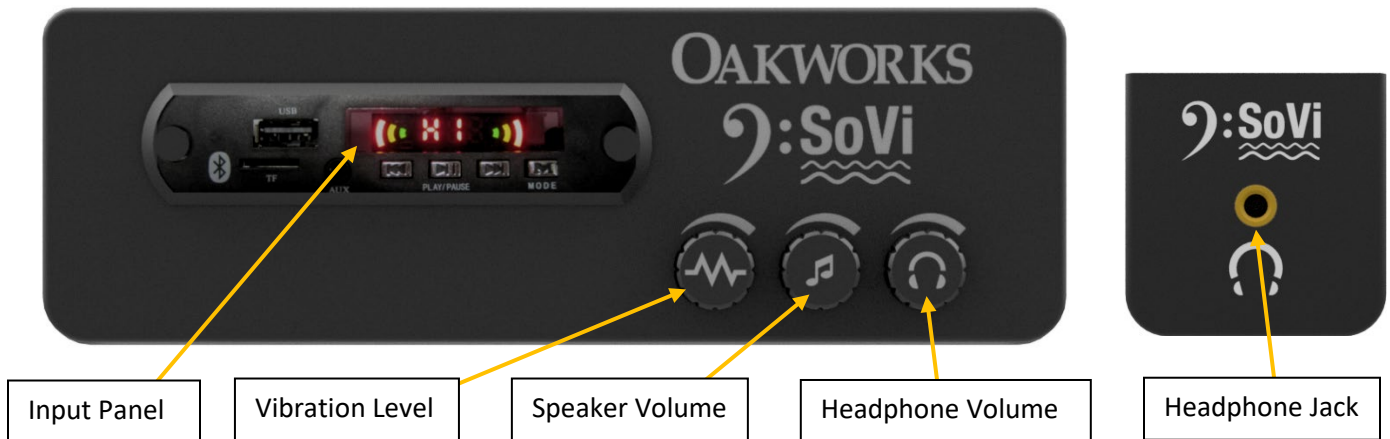 OAKWORKS
SoVi
USB
HI
TF
AUX
PLAY/PAUSE
MODE
SoVi
Input Panel
Vibration Level
Speaker Volume
Headphone Volume
Headphone Jack